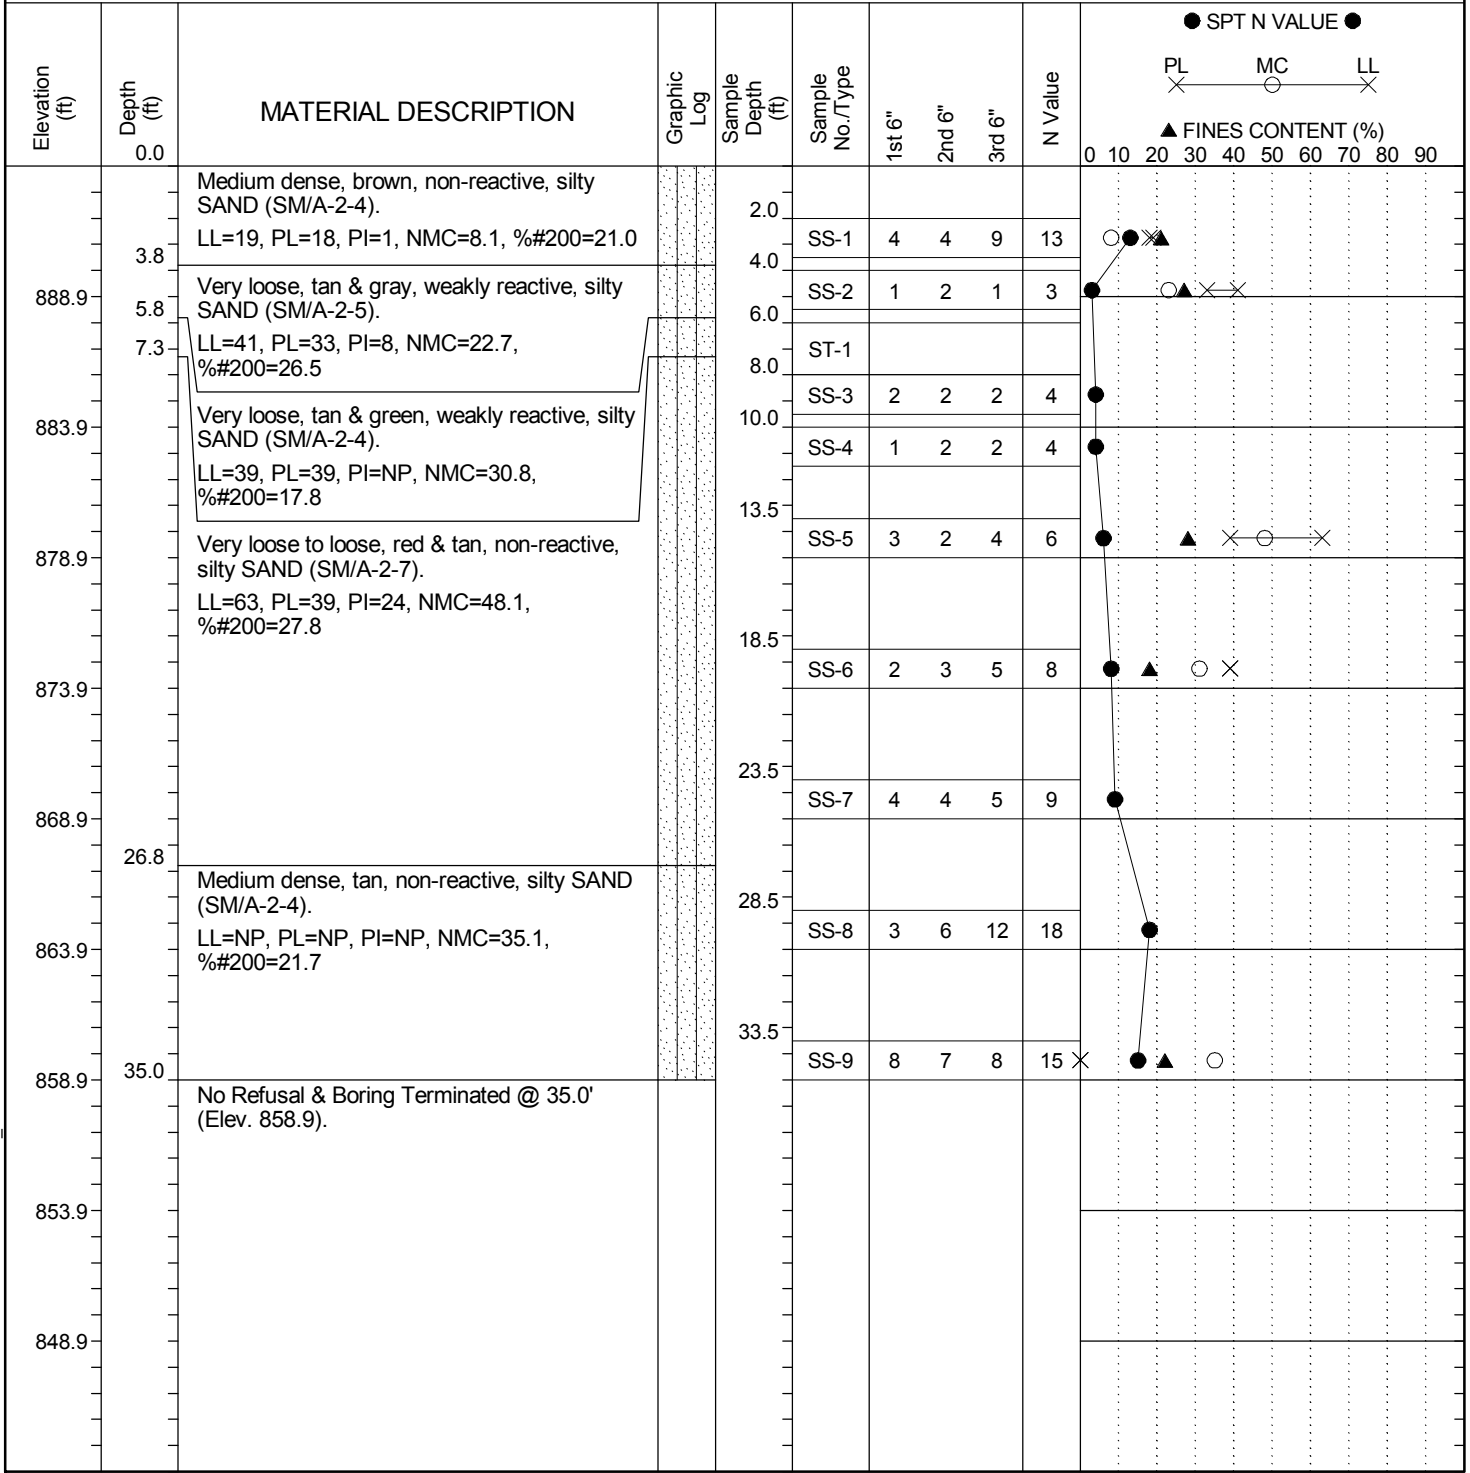 ● SPT N VALUE ●
PL MC LL
▲ FINES CONTENT (%)
0 10 20 30 40 50 60 70 80 90
Elevation (ft)
Depth (ft)
0.0
MATERIAL DESCRIPTION
Graphic Log
Sample Depth (ft)
Sample No./Type
1st 6"
2nd 6"
3rd 6"
N Value
Medium dense, brown, non-reactive, silty
SAND (SM/A-2-4).
LL=19, PL=18, PI=1, NMC=8.1, %#200=21.0
2.0
SS-1 4 4 9 13
3.8
4.0
Very loose, tan & gray, weakly reactive, silty
SAND (SM/A-2-5).
LL=41, PL=33, PI=8, NMC=22.7,
%#200=26.5
888.9
SS-2 1 2 1 3
5.8
6.0
7.3
ST-1
8.0
SS-3 2 2 2 4
Very loose, tan & green, weakly reactive, silty
SAND (SM/A-2-4).
LL=39, PL=39, PI=NP, NMC=30.8,
%#200=17.8
10.0
883.9
SS-4 1 2 2 4
13.5
Very loose to loose, red & tan, non-reactive,
silty SAND (SM/A-2-7).
LL=63, PL=39, PI=24, NMC=48.1,
%#200=27.8
SS-5 3 2 4 6
878.9
18.5
SS-6 2 3 5 8
873.9
23.5
SS-7 4 4 5 9
868.9
26.8
Medium dense, tan, non-reactive, silty SAND
(SM/A-2-4).
LL=NP, PL=NP, PI=NP, NMC=35.1,
%#200=21.7
28.5
SS-8 3 6 12 18
863.9
33.5
SS-9 8 7 8 15
35.0
858.9
No Refusal & Boring Terminated @ 35.0'
(Elev. 858.9).
853.9
848.9